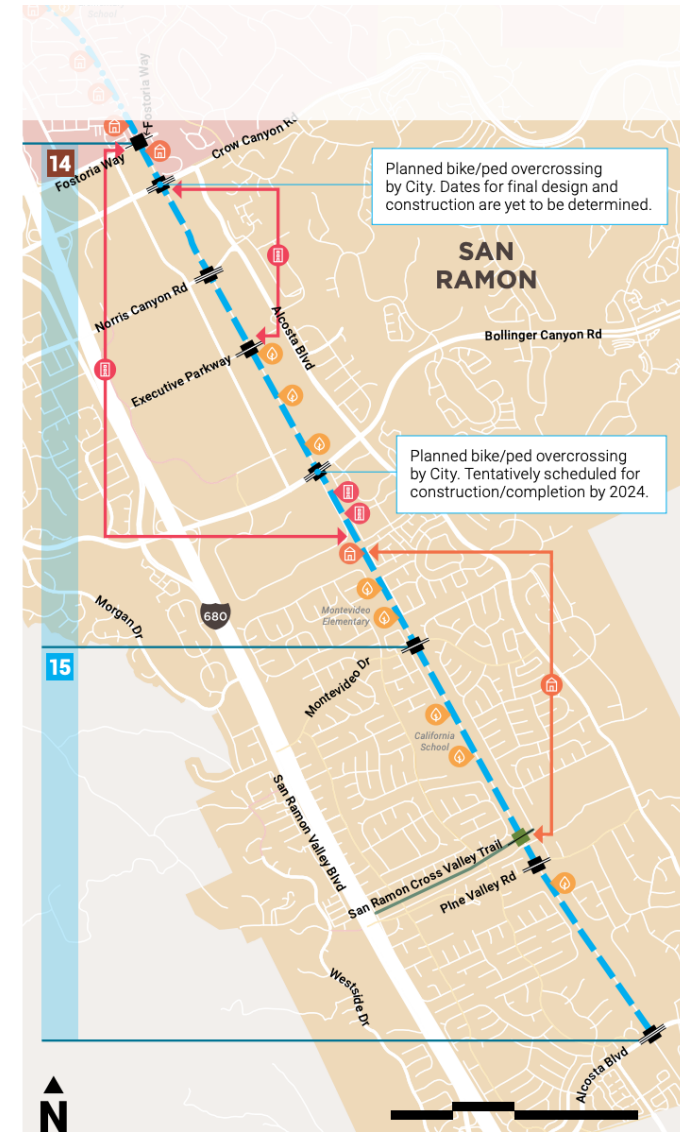 School
Fostoria Way
14
Fostoria Way
Crow Canyon Rd
Planned bike/ped overcrossing
by City. Dates for final design and
construction are yet to be determined.
SAN
RAMON
Norris Canyon Rd
Alcosta Blvd
Bollinger Canyon Rd
Executive Parkway
Planned bike/ped overcrossing
by City. Tentatively scheduled for
construction/completion by 2024.
Morgan Dr
680
Montevideo
Elementary
15
Montevideo Dr
California
School
San Ramon Valley Blvd
San Ramon Cross Valley Trail
PIne Valley Rd
Westside Dr
Alcosta Blvd
N